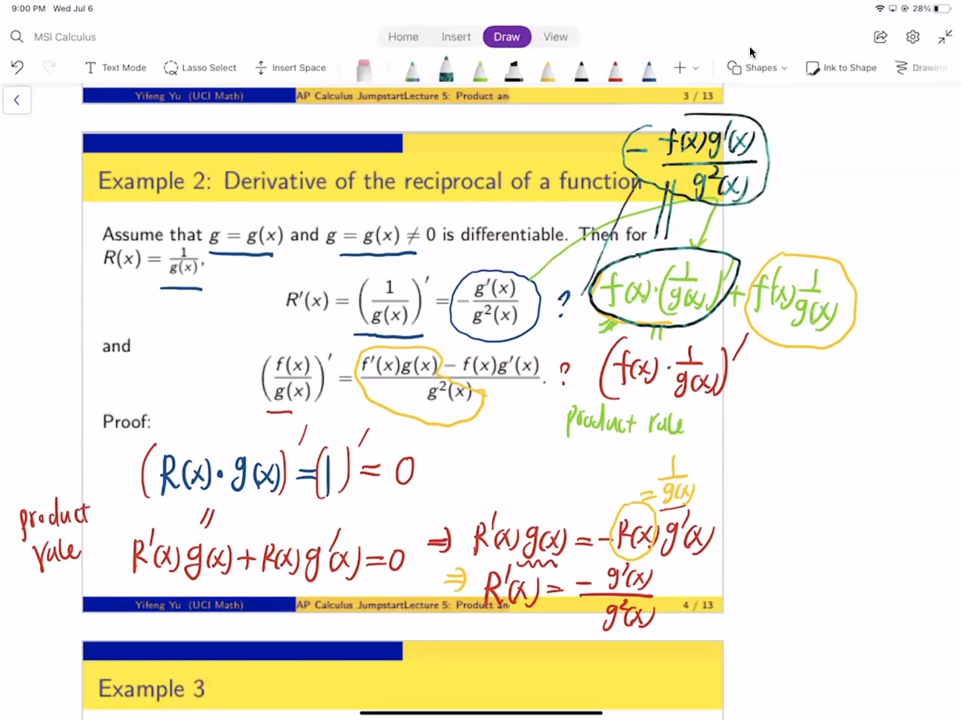 9:00 PM Wed Jul 6
28%
MSI Calculus
Home Insert Draw View
Text Mode Lasso Select Insert Space Shapes Ink to Shape Drawing
Yifeng Yu (UCI Math) AP Calculus JumpstartLecture 5: Product an 3 / 13
− f(x)g'(x) / g²(x)
Example 2: Derivative of the reciprocal of a function
Assume that g = g(x) and g = g(x) ≠ 0 is differentiable. Then for
R(x) = 1/g(x),
R'(x) = (1/g(x))' = −g'(x)/g²(x) ? f(x)·(1/g(x))' + f'(x) 1/g(x)
and
(f(x)/g(x))' = (f'(x)g(x) − f(x)g'(x))/g²(x). ? (f(x)·1/g(x))'
product rule
Proof:
(R(x)·g(x))' = (1)' = 0
= 1/g(x)
product rule
R'(x)g(x)+R(x)g'(x)=0 ⇒ R'(x)g(x) = −R(x)g'(x)
⇒ R'(x) = − g'(x)/g²(x)
Yifeng Yu (UCI Math) AP Calculus JumpstartLecture 5: Product an 4 / 13
Example 3